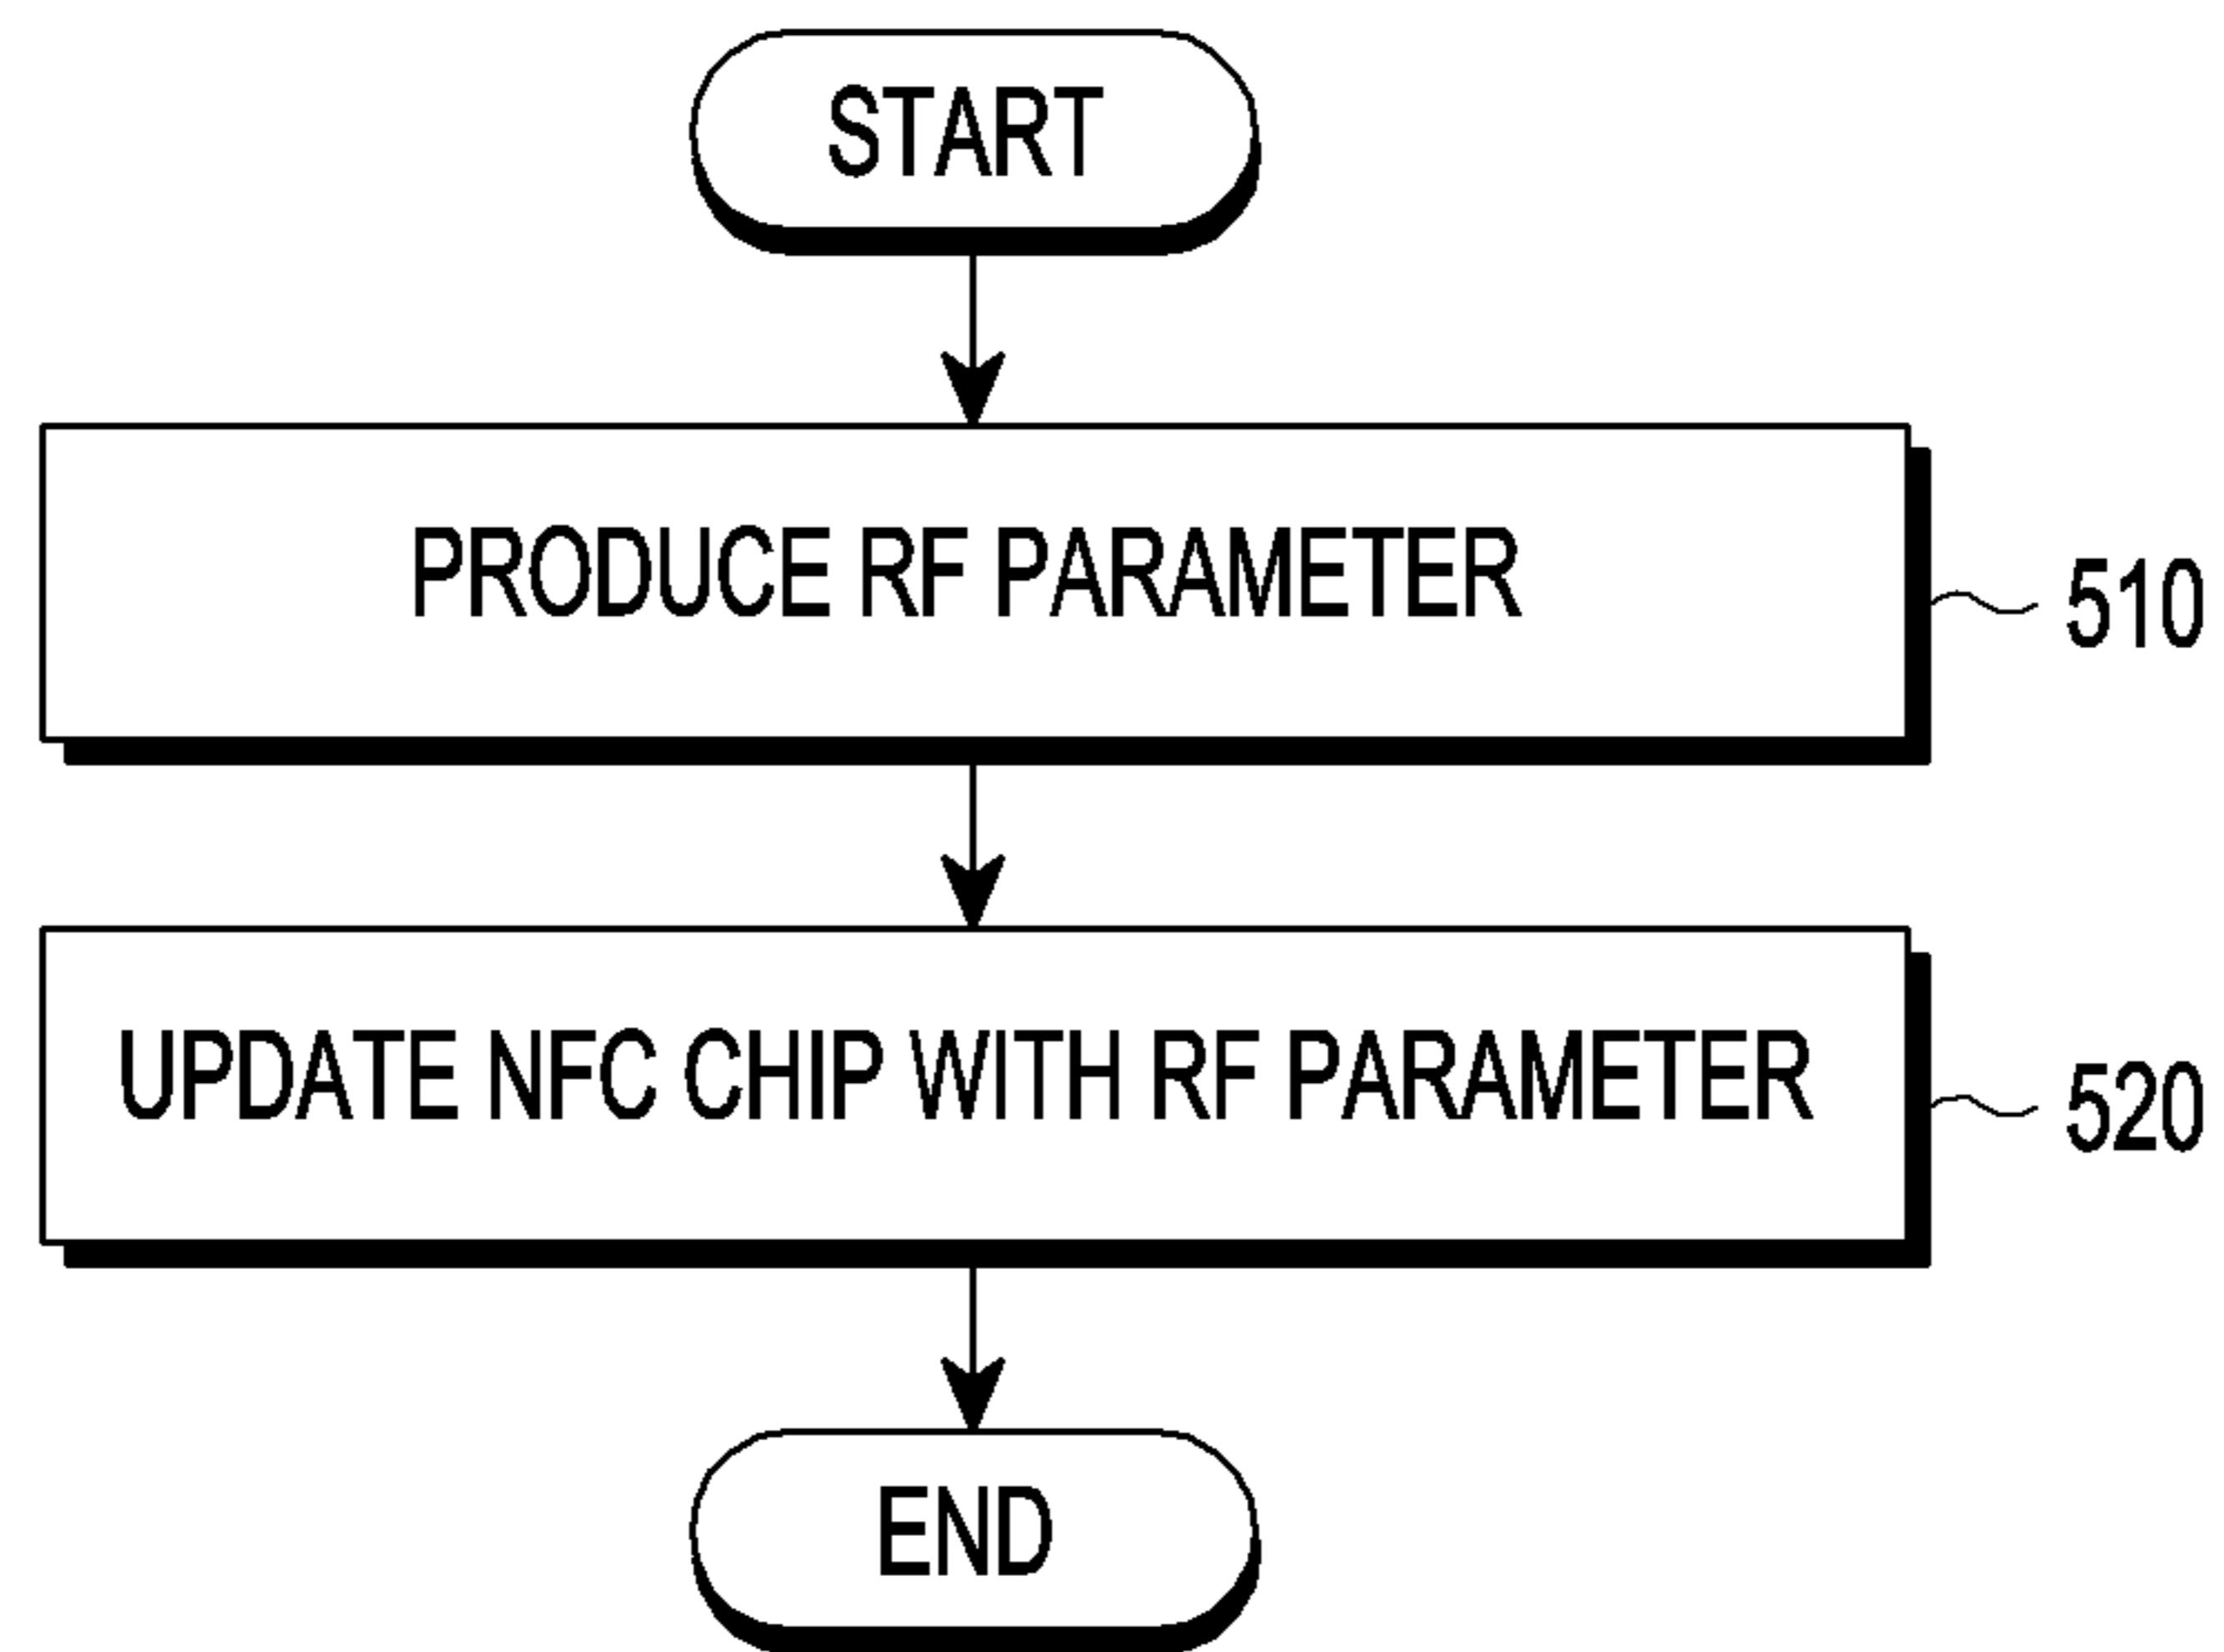 START
PRODUCE RF PARAMETER
510
UPDATE NFC CHIP WITH RF PARAMETER
520
END